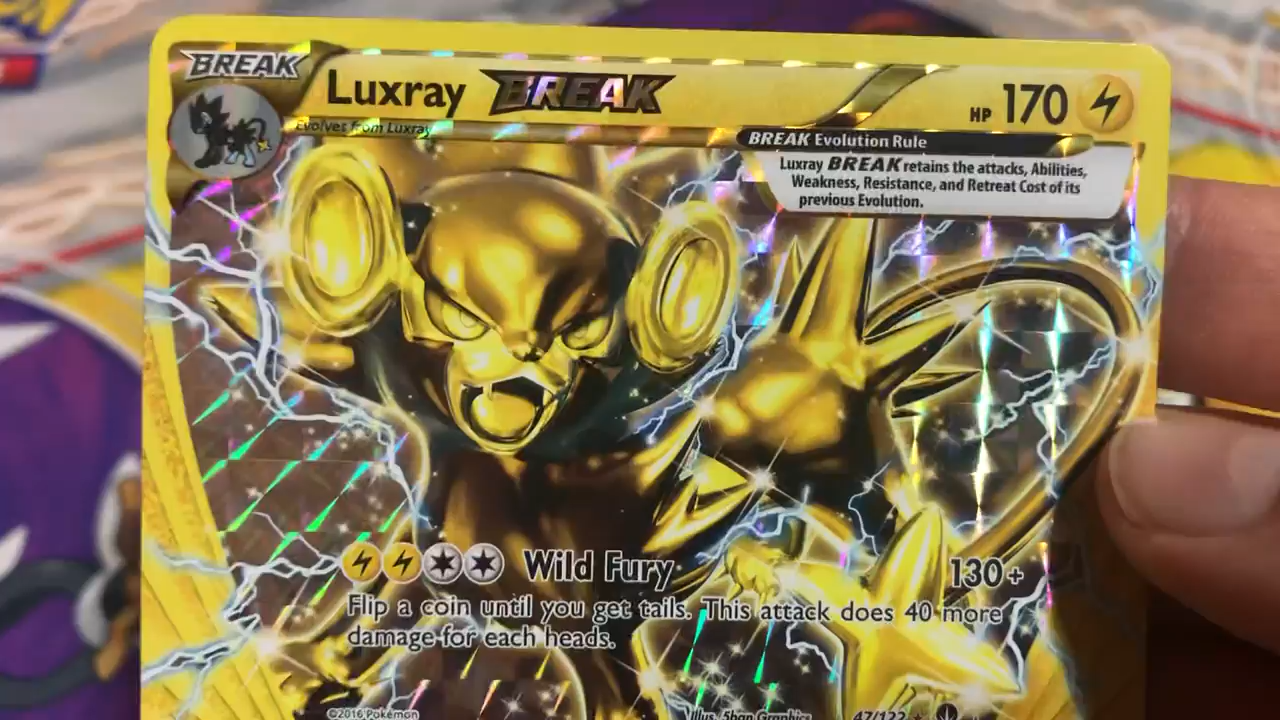 BREAK
Luxray BREAK
HP 170
Evolves from Luxray
BREAK Evolution Rule
Luxray BREAK retains the attacks, Abilities,
Weakness, Resistance, and Retreat Cost of its
previous Evolution.
Wild Fury 130+
Flip a coin until you get tails. This attack does 40 more
damage for each heads.
©2016 Pokémon
Illus. 5ban Graphics
47/122